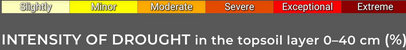 Slightly Minor Moderate Severe Exceptional Extreme
INTENSITY OF DROUGHT in the topsoil layer 0–40 cm (%)